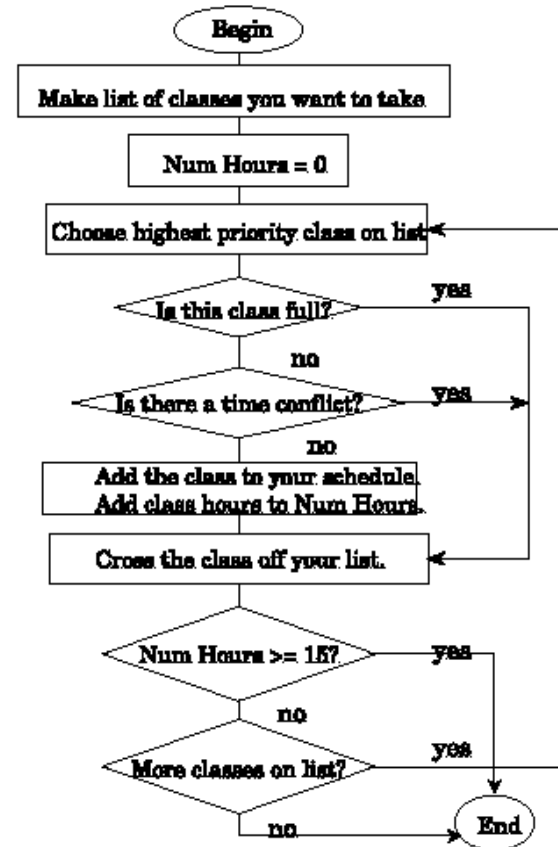 Begin
Make list of classes you want to take
Num Hours = 0
Choose highest priority class on list
Is this class full?
yes
no
Is there a time conflict?
yes
no
Add the class to your schedule.
Add class hours to Num Hours.
Cross the class off your list.
Num Hours >= 15?
yes
no
More classes on list?
yes
no
End